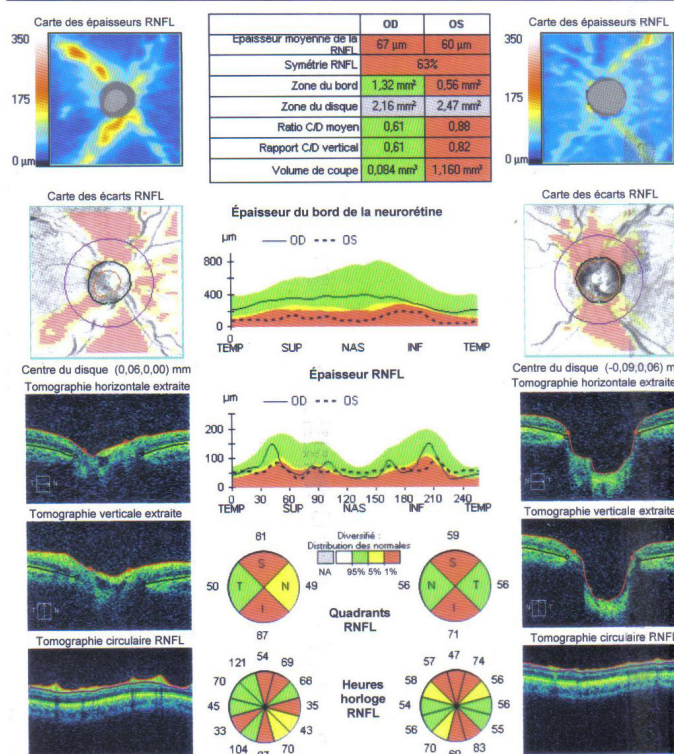 Carte des épaisseurs RNFL
350
175
0 µm
OD OS
Epaisseur moyenne de la RNFL 67 µm 60 µm
Symétrie RNFL 63%
Zone du bord 1,32 mm² 0,56 mm²
Zone du disque 2,16 mm² 2,47 mm²
Ratio C/D moyen 0,61 0,88
Rapport C/D vertical 0,61 0,82
Volume de coupe 0,084 mm³ 1,160 mm³
Carte des épaisseurs RNFL
350
175
0 µm
Carte des écarts RNFL
Centre du disque (0,06,0,00) mm
Épaisseur du bord de la neurorétine
µm OD OS
800
400
0
TEMP SUP NAS INF TEMP
Carte des écarts RNFL
Centre du disque (-0,09,0,06) mm
Tomographie horizontale extraite
Épaisseur RNFL
µm OD OS
200
100
0
0 30 60 90 120 150 180 210 240
TEMP SUP NAS INF TEMP
Tomographie horizontale extraite
Tomographie verticale extraite
Diversifié :
Distribution des normales
NA 95% 5% 1%
Tomographie verticale extraite
81
50 S T N I 49
87
Quadrants
RNFL
59
56 S N T I 56
71
Tomographie circulaire RNFL
Heures
horloge
RNFL
121 54 69
70 68
45 35
33 43
104 70
57 47 74
58 56
54 56
56 55
70 69 83
Tomographie circulaire RNFL